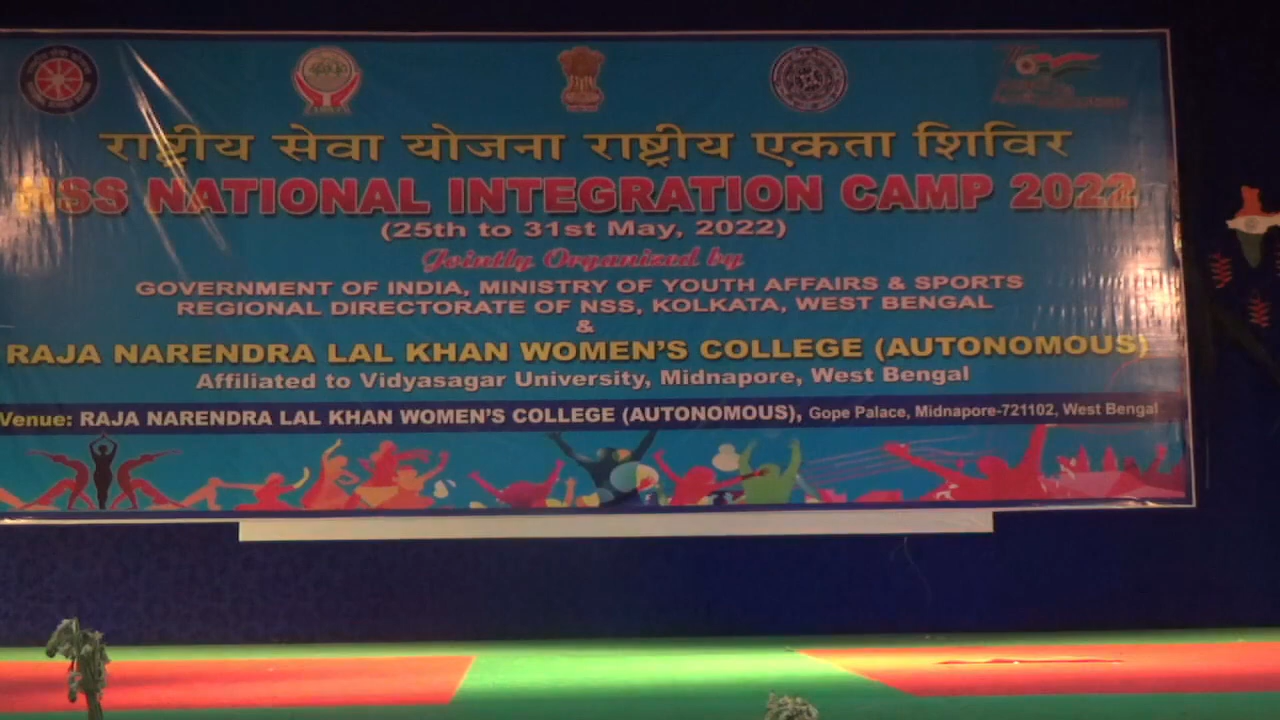 राष्ट्रीय सेवा योजना राष्ट्रीय एकता शिविर
NSS NATIONAL INTEGRATION CAMP 2022
(25th to 31st May, 2022)
Jointly Organized by
GOVERNMENT OF INDIA, MINISTRY OF YOUTH AFFAIRS & SPORTS
REGIONAL DIRECTORATE OF NSS, KOLKATA, WEST BENGAL
&
RAJA NARENDRA LAL KHAN WOMEN'S COLLEGE (AUTONOMOUS)
Affiliated to Vidyasagar University, Midnapore, West Bengal
Venue: RAJA NARENDRA LAL KHAN WOMEN'S COLLEGE (AUTONOMOUS), Gope Palace, Midnapore-721102, West Bengal